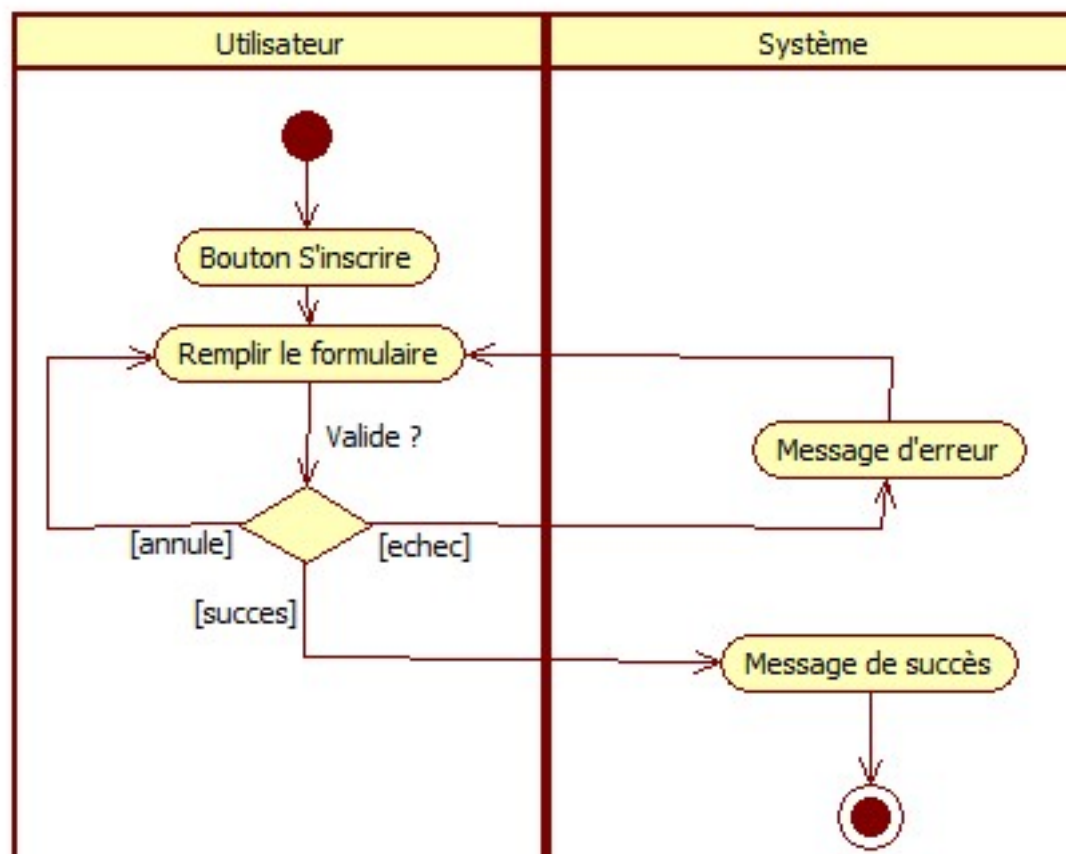 Utilisateur
Système
Bouton S'inscrire
Remplir le formulaire
Valide ?
Message d'erreur
[annule]
[echec]
[succes]
Message de succès